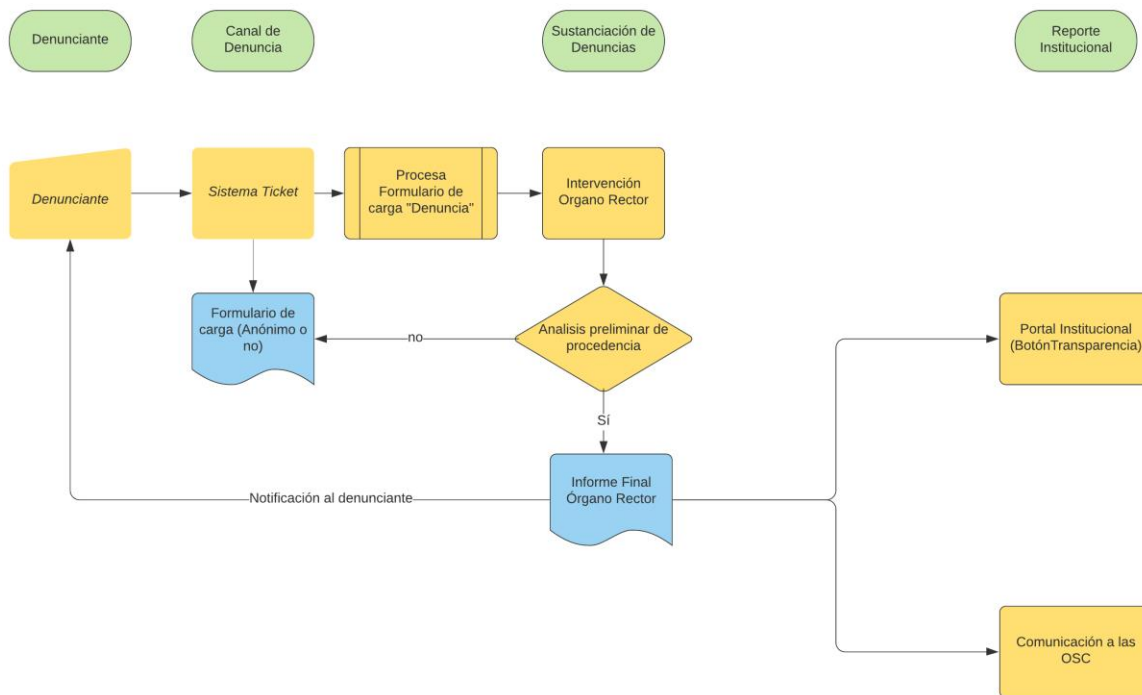 Denunciante
Canal de
Denuncia
Sustanciación de
Denuncias
Reporte
Institucional
Denunciante
Sistema Ticket
Procesa
Formulario de
carga "Denuncia"
Intervención
Organo Rector
Formulario de
carga (Anónimo o
no)
no
Analisis preliminar de
procedencia
Portal Institucional
(BotónTransparencia)
Sí
Notificación al denunciante
Informe Final
Órgano Rector
Comunicación a las
OSC